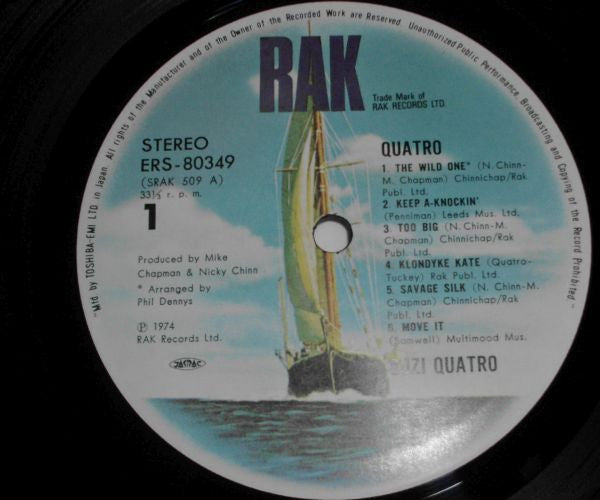 "Mfd by TOSHIBA-EMI LTD in Japan. All rights of the Manufacturer and of the Owner of the Recorded Work are Reserved. Unauthorized Public Performance, Broadcasting and Copying of the Record Prohibited."
RAK
Trade Mark of
RAK RECORDS LTD.
STEREO
ERS-80349
(SRAK 509 A)
33⅓ r. p. m.
1
Produced by Mike
Chapman & Nicky Chinn
* Arranged by
Phil Dennys
Ⓟ 1974
RAK Records Ltd.
JASRAC
QUATRO
1. THE WILD ONE* (N. Chinn-
M. Chapman) Chinnichap/Rak
Publ. Ltd.
2. KEEP A-KNOCKIN'
(Penniman) Leeds Mus. Ltd.
3. TOO BIG (N. Chinn-M.
Chapman) Chinnichap/Rak
Publ. Ltd.
4. KLONDYKE KATE (Quatro-
Tuckey) Rak Publ. Ltd.
5. SAVAGE SILK (N. Chinn-M.
Chapman) Chinnichap/Rak
Publ. Ltd.
6. MOVE IT
(Samwell) Multimood Mus.
SUZI QUATRO